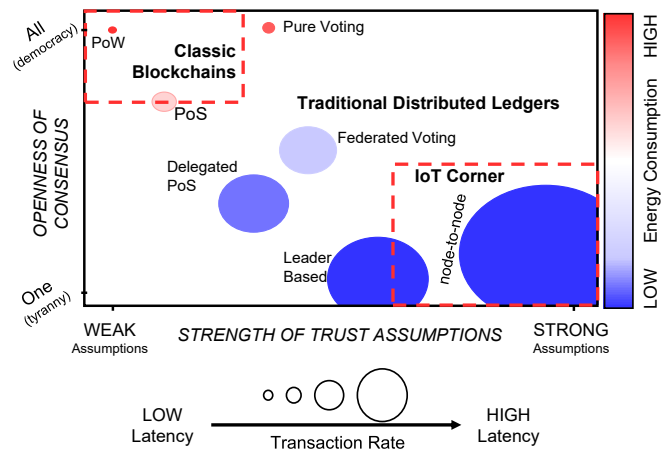 All
(democracy)
PoW
Classic
Blockchains
Pure Voting
PoS
Traditional Distributed Ledgers
Federated Voting
Delegated
PoS
IoT Corner
node-to-node
Leader
Based
One
(tyranny)
OPENNESS OF
CONSENSUS
WEAK
Assumptions
STRENGTH OF TRUST ASSUMPTIONS
STRONG
Assumptions
LOW Energy Consumption HIGH
LOW
Latency
Transaction Rate
HIGH
Latency